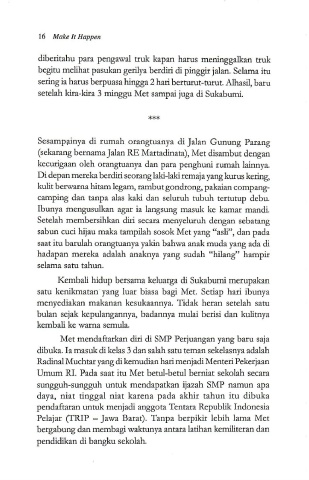 16 Make It Happen
diberitahu para pengawal truk kapan harus meninggalkan truk
begitu melihat pasukan gerilya berdiri di pinggir jalan. Selama itu
sering ia harus berpuasa hingga 2 hari berturut-turut. Alhasil, baru
setelah kira-kira 3 minggu Met sampai juga di Sukabumi.
***
Sesampainya di rumah orangtuanya di Jalan Gunung Parang
(sekarang bernama Jalan RE Martadinata), Met disambut dengan
kecurigaan oleh orangtuanya dan para penghuni rumah lainnya.
Di depan mereka berdiri seorang laki-laki remaja yang kurus kering,
kulit berwarna hitam legam, rambut gondrong, pakaian compang-
camping dan tanpa alas kaki dan seluruh tubuh tertutup debu.
Ibunya mengusulkan agar ia langsung masuk ke kamar mandi.
Setelah membersihkan diri secara menyeluruh dengan sebatang
sabun cuci hijau maka tampilah sosok Met yang "asli", dan pada
saat itu barulah orangtuanya yakin bahwa anak muda yang ada di
hadapan mereka adalah anaknya yang sudah "hilang" hampir
selama satu tahun.
Kembali hidup bersama keluarga di Sukabumi merupakan
satu kenikmatan yang luar biasa bagi Met. Setiap hari ibunya
menyediakan makanan kesukaannya. Tidak heran setelah satu
bulan sejak kepulangannya, badannya mulai berisi dan kulitnya
kembali ke warna semula.
Met mendaftarkan diri di SMP Perjuangan yang baru saja
dibuka. Ia masuk di kelas 3 dan salah satu teman sekelasnya adalah
Radinal Muchtar yang di kemudian hari menjadi Menteri Pekerjaan
Umum RI. Pada saat itu Met betul-betul berniat sekolah secara
sungguh-sungguh untuk mendapatkan ijazah SMP namun apa
daya, niat tinggal niat karena pada akhir tahun itu dibuka
pendaftaran untuk menjadi anggota Tentara Republik Indonesia
Pelajar (TRIP – Jawa Barat). Tanpa berpikir lebih lama Met
bergabung dan membagi waktunya antara latihan kemiliteran dan
pendidikan di bangku sekolah.